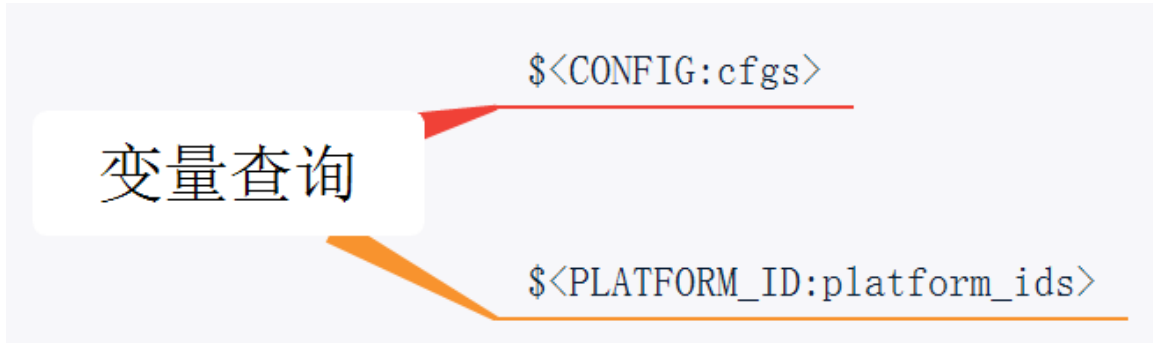 $<CONFIG:cfgs>
变量查询
$<PLATFORM_ID:platform_ids>